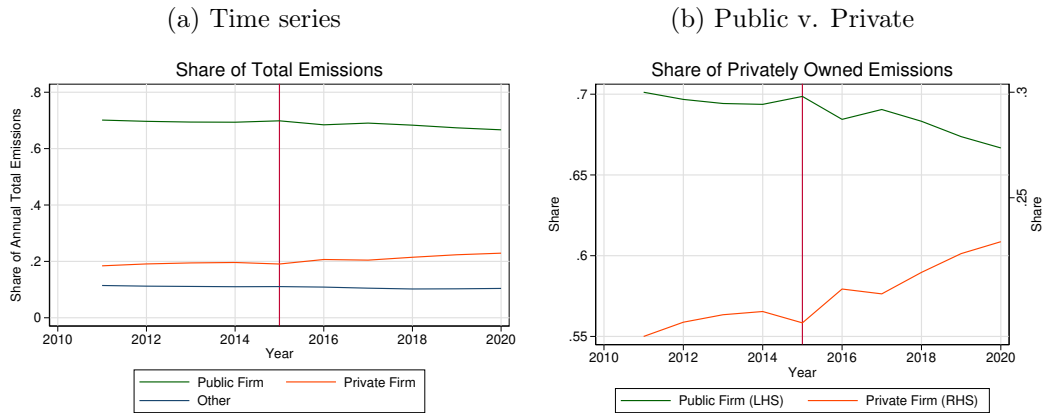 (a) Time series
Share of Total Emissions
Share of Annual Total Emissions
.8
.6
.4
.2
0
2010 2012 2014 2016 2018 2020
Year
Public Firm Private Firm
Other
(b) Public v. Private
Share of Privately Owned Emissions
Share
.7
.65
.6
.55
.3
.25
Share
2010 2012 2014 2016 2018 2020
Year
Public Firm (LHS) Private Firm (RHS)